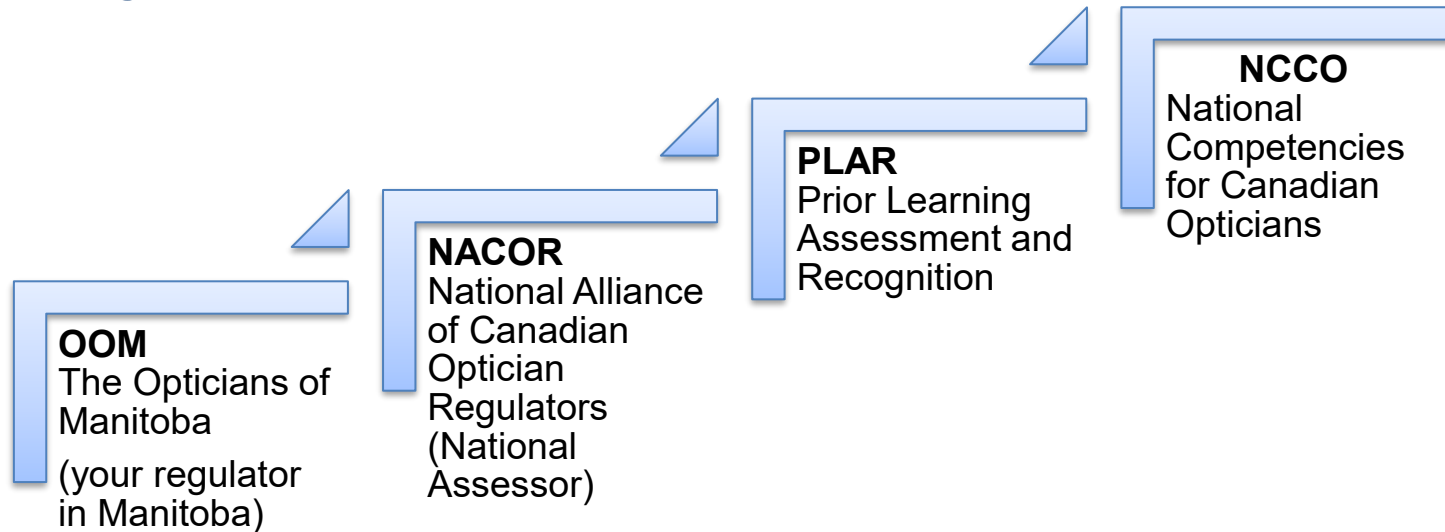 OOM
The Opticians of
Manitoba
(your regulator
in Manitoba)
NACOR
National Alliance
of Canadian
Optician
Regulators
(National
Assessor)
PLAR
Prior Learning
Assessment and
Recognition
NCCO
National
Competencies
for Canadian
Opticians